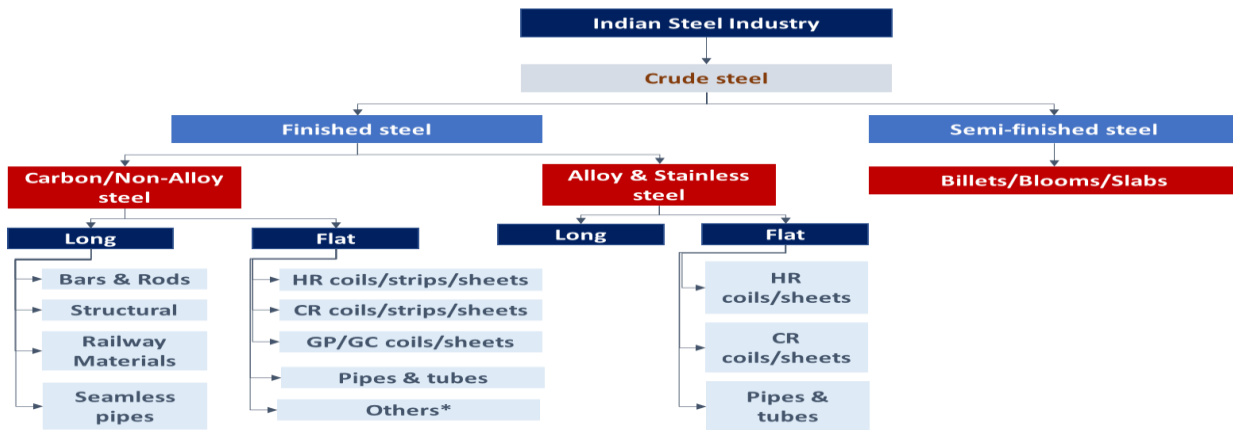 Indian Steel Industry
Crude steel
Finished steel
Semi-finished steel
Carbon/Non-Alloy
steel
Alloy & Stainless
steel
Billets/Blooms/Slabs
Long
Flat
Long
Flat
Bars & Rods
Structural
Railway
Materials
Seamless
pipes
HR coils/strips/sheets
CR coils/strips/sheets
GP/GC coils/sheets
Pipes & tubes
Others*
HR
coils/sheets
CR
coils/sheets
Pipes &
tubes